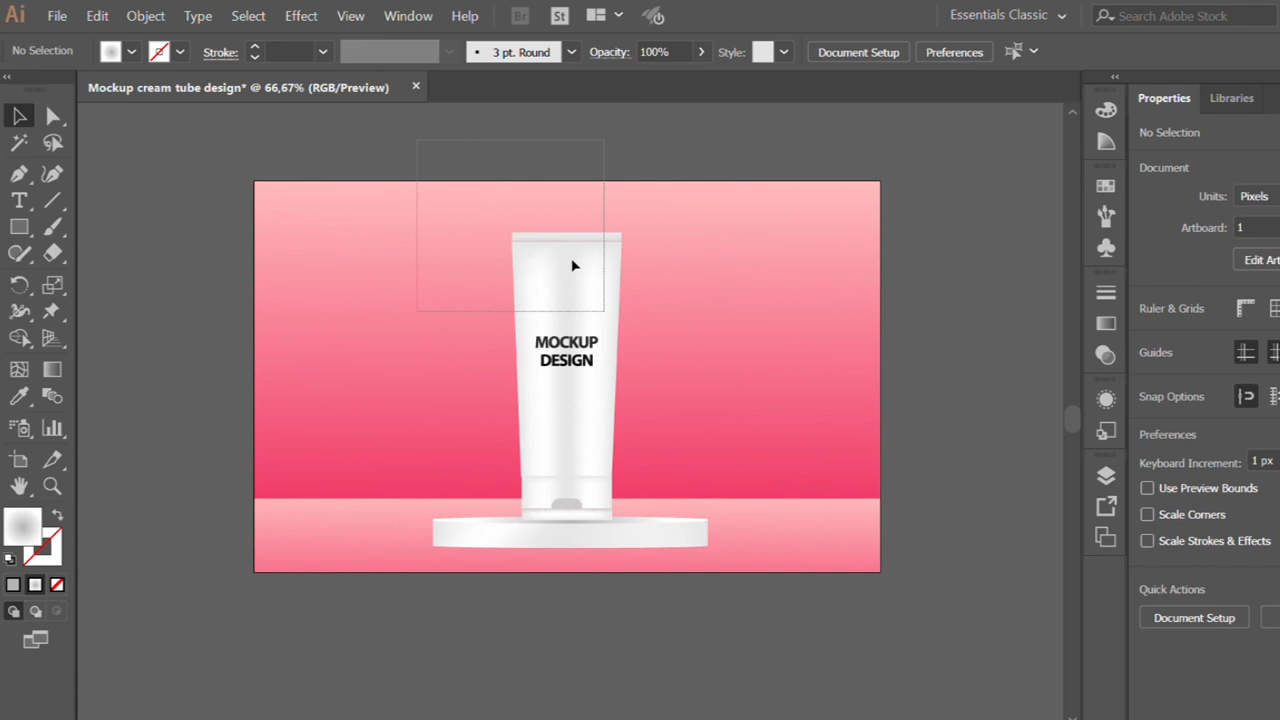 Ai File Edit Object Type Select Effect View Window Help Br St Essentials Classic Search Adobe Stock
No Selection Stroke: 3 pt. Round Opacity: 100% Style: Document Setup Preferences
Mockup cream tube design* @ 66,67% (RGB/Preview) ×
Properties Libraries
No Selection
Document
Units: Pixels
Artboard: 1
Edit Art
Ruler & Grids
Guides
Snap Options
Preferences
Keyboard Increment: 1 px
Use Preview Bounds
Scale Corners
Scale Strokes & Effects
Quick Actions
Document Setup
MOCKUP
DESIGN